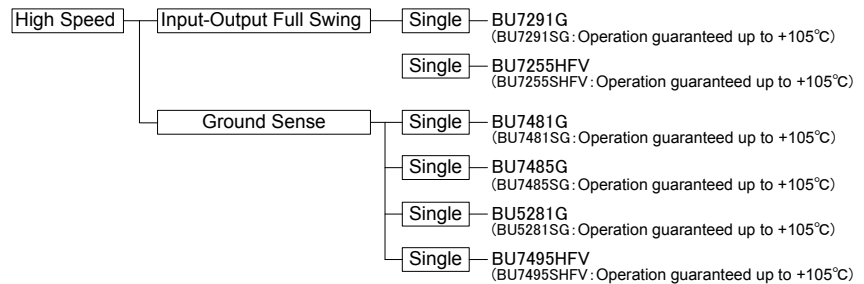 High Speed Input-Output Full Swing Single BU7291G
(BU7291SG:Operation guaranteed up to +105℃)
Single BU7255HFV
(BU7255SHFV:Operation guaranteed up to +105℃)
Ground Sense Single BU7481G
(BU7481SG:Operation guaranteed up to +105℃)
Single BU7485G
(BU7485SG:Operation guaranteed up to +105℃)
Single BU5281G
(BU5281SG:Operation guaranteed up to +105℃)
Single BU7495HFV
(BU7495SHFV:Operation guaranteed up to +105℃)